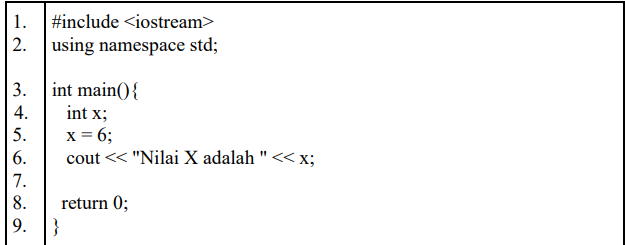 1. #include <iostream>
2. using namespace std;
3. int main(){
4. int x;
5. x = 6;
6. cout << "Nilai X adalah " << x;
7.
8. return 0;
9. }